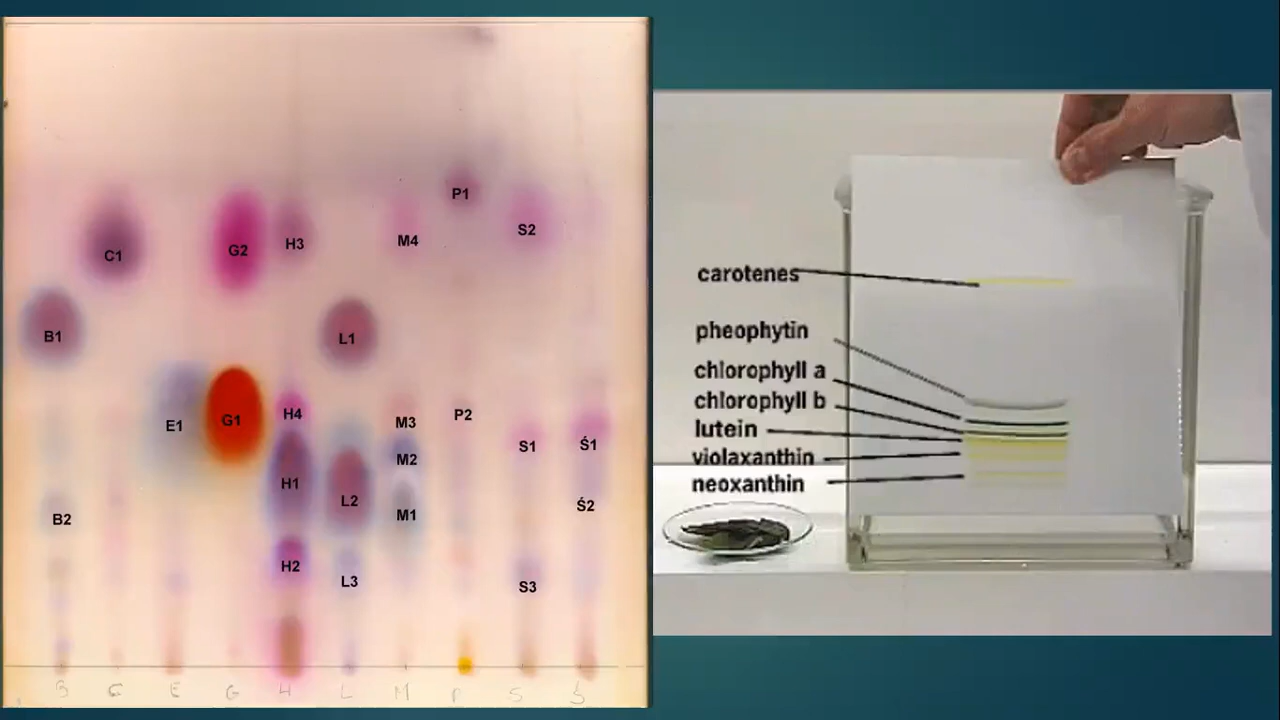 P1
C1
G2
H3
M4
S2
B1
L1
E1
G1
H4
M3
P2
S1
Ś1
H1
M2
L2
M1
Ś2
B2
H2
L3
S3
B C E G H L M P S Ś
carotenes
pheophytin
chlorophyll a
chlorophyll b
lutein
violaxanthin
neoxanthin